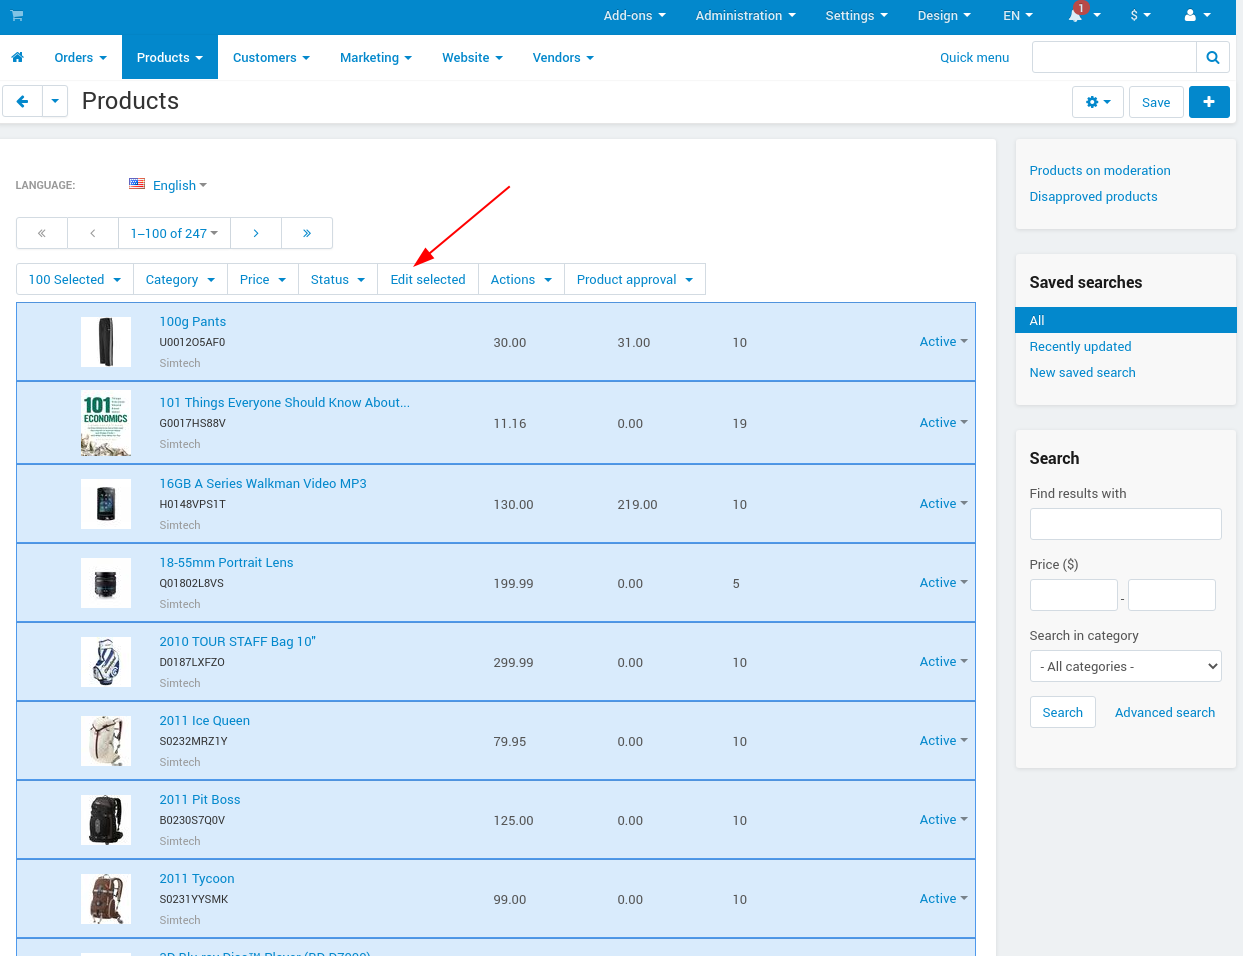 Add-ons Administration Settings Design EN 1 $
Orders Products Customers Marketing Website Vendors Quick menu
Products Save
LANGUAGE: English
« ‹ 1–100 of 247 › »
100 Selected Category Price Status Edit selected Actions Product approval
100g Pants
U0012O5AF0 30.00 31.00 10 Active
Simtech
101 Things Everyone Should Know About...
G0017HS88V 11.16 0.00 19 Active
Simtech
101
ECONOMICS
16GB A Series Walkman Video MP3
H0148VPS1T 130.00 219.00 10 Active
Simtech
18-55mm Portrait Lens
Q01802L8VS 199.99 0.00 5 Active
Simtech
2010 TOUR STAFF Bag 10"
D0187LXFZO 299.99 0.00 10 Active
Simtech
2011 Ice Queen
S0232MRZ1Y 79.95 0.00 10 Active
Simtech
2011 Pit Boss
B0230S7Q0V 125.00 0.00 10 Active
Simtech
2011 Tycoon
S0231YYSMK 99.00 0.00 10 Active
Simtech
Products on moderation
Disapproved products
Saved searches
All
Recently updated
New saved search
Search
Find results with
Price ($)
-
Search in category
- All categories -
Search Advanced search